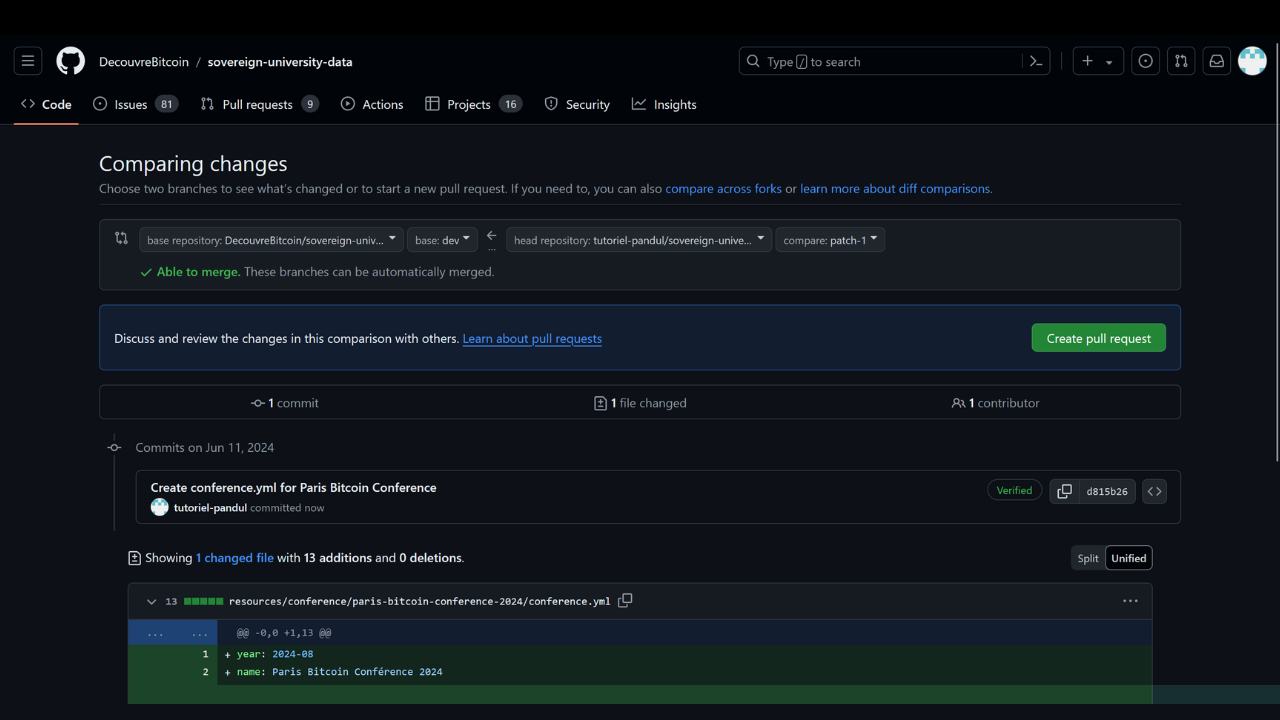 DecouvreBitcoin / sovereign-university-data
Type / to search
Code
Issues 81
Pull requests 9
Actions
Projects 16
Security
Insights
Comparing changes
Choose two branches to see what's changed or to start a new pull request. If you need to, you can also compare across forks or learn more about diff comparisons.
base repository: DecouvreBitcoin/sovereign-univ... base: dev ← ... head repository: tutoriel-pandul/sovereign-unive... compare: patch-1
Able to merge. These branches can be automatically merged.
Discuss and review the changes in this comparison with others. Learn about pull requests
Create pull request
1 commit
1 file changed
1 contributor
Commits on Jun 11, 2024
Create conference.yml for Paris Bitcoin Conference
Verified
d815b26
tutoriel-pandul committed now
Showing 1 changed file with 13 additions and 0 deletions.
Split Unified
13 resources/conference/paris-bitcoin-conference-2024/conference.yml
... ... @@ -0,0 +1,13 @@
1 + year: 2024-08
2 + name: Paris Bitcoin Conférence 2024